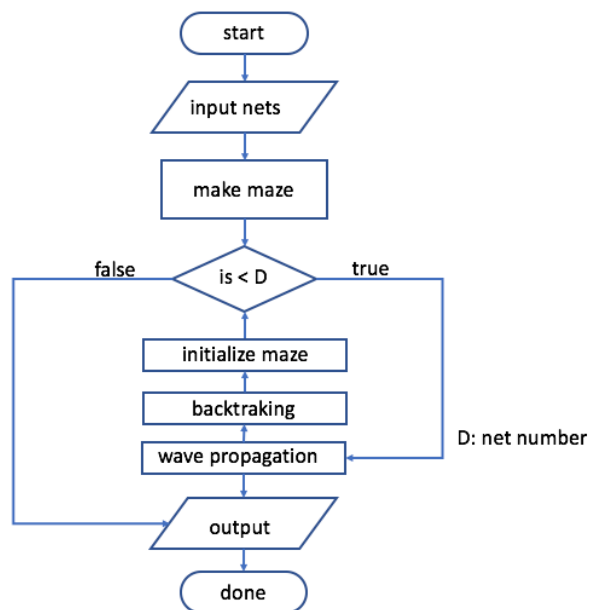 start
input nets
make maze
false
is < D
true
initialize maze
backtraking
wave propagation
D: net number
output
done